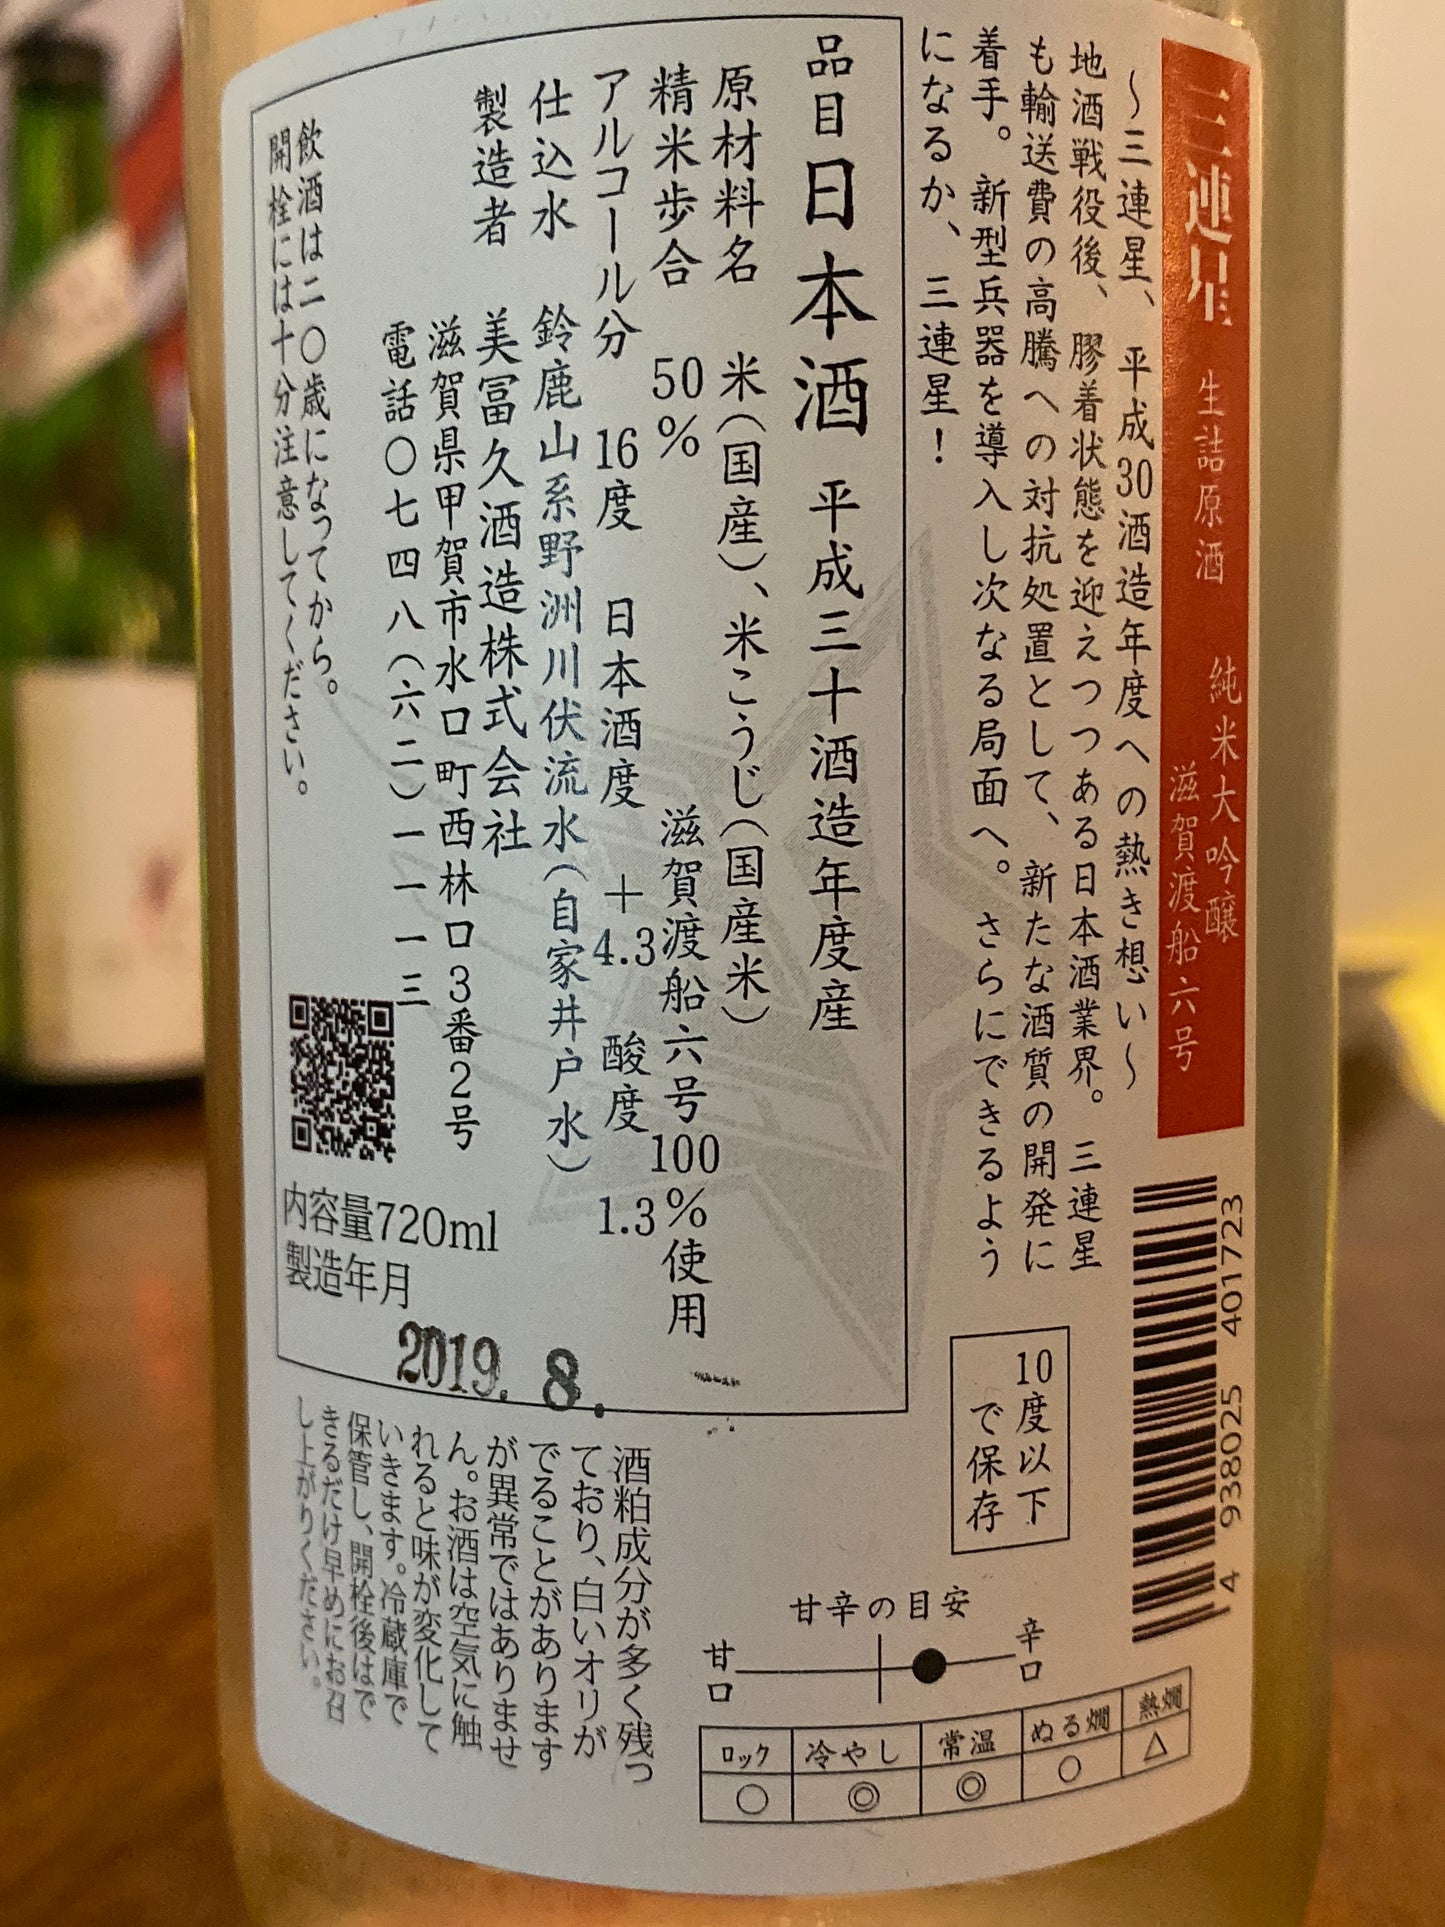 三連星 生詰原酒 純米大吟醸
滋賀渡船六号
～三連星、平成30酒造年度への熱き想い～
地酒戦役後、膠着状態を迎えつつある日本酒業界。三連星
も輸送費の高騰への対抗処置として、新たな酒質の開発に
着手。新型兵器を導入し次なる局面へ。さらにできるよう
になるか、三連星！
品目 日本酒 平成三十酒造年度産
原材料名 米（国産）、米こうじ（国産米）
滋賀渡船六号100％使用
精米歩合 50％
アルコール分 16度 日本酒度 ＋4.3 酸度 1.3
仕込水 鈴鹿山系野洲川伏流水（自家井戸水）
製造者 美冨久酒造株式会社
滋賀県甲賀市水口町西林口3番2号
電話〇七四八（六二）一一一三
飲酒は二〇歳になってから。
開栓には十分注意してください。
内容量720ml
製造年月
2019. 8.
4 938025 401723
10度以下
で保存
酒粕成分が多く残っ
ており、白いオリが
でることがあります
が異常ではありませ
ん。お酒は空気に触
れると味が変化して
いきます。冷蔵庫で
保管し、開栓後はで
きるだけ早めにお召
し上がりください。
甘辛の目安
甘口 辛口
ロック 冷やし 常温 ぬる燗 熱燗
○ ◎ ◎ ○ △